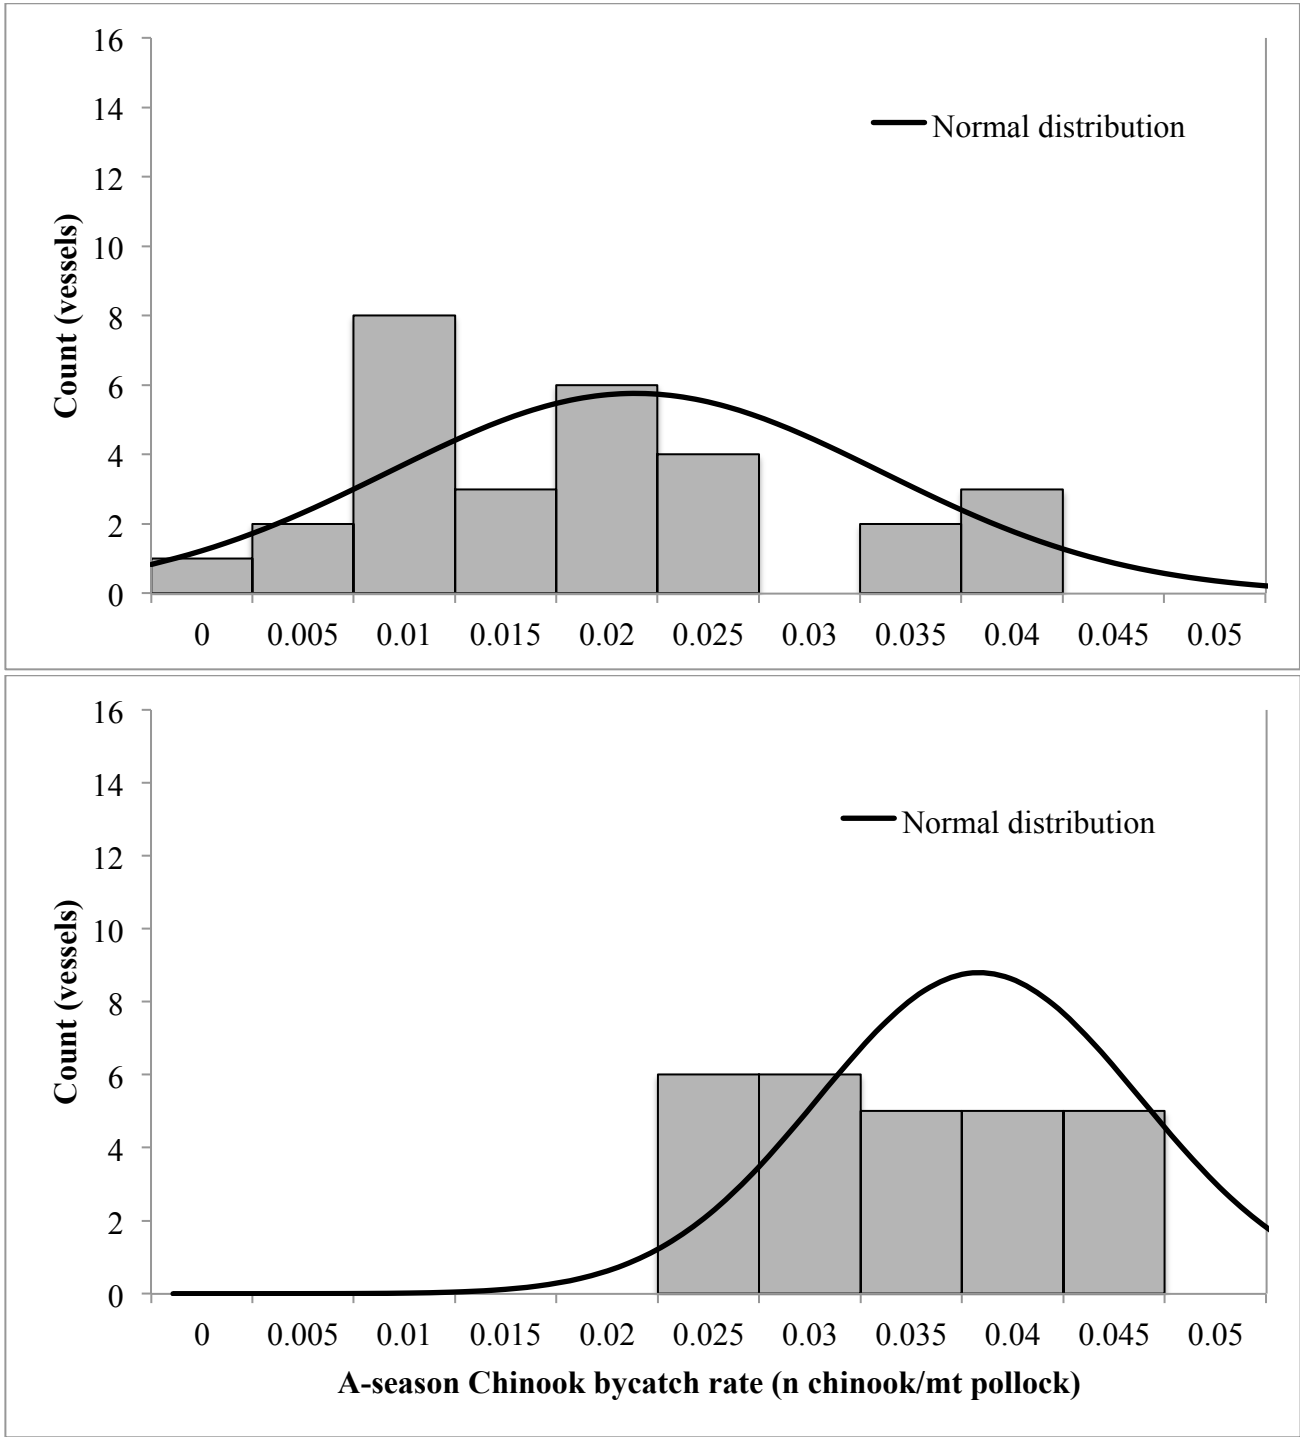 16
14
Normal distribution
12
10
8
6
4
2
0
Count (vessels)
0 0.005 0.01 0.015 0.02 0.025 0.03 0.035 0.04 0.045 0.05
16
14
Normal distribution
12
10
8
6
4
2
0
Count (vessels)
0 0.005 0.01 0.015 0.02 0.025 0.03 0.035 0.04 0.045 0.05
A-season Chinook bycatch rate (n chinook/mt pollock)